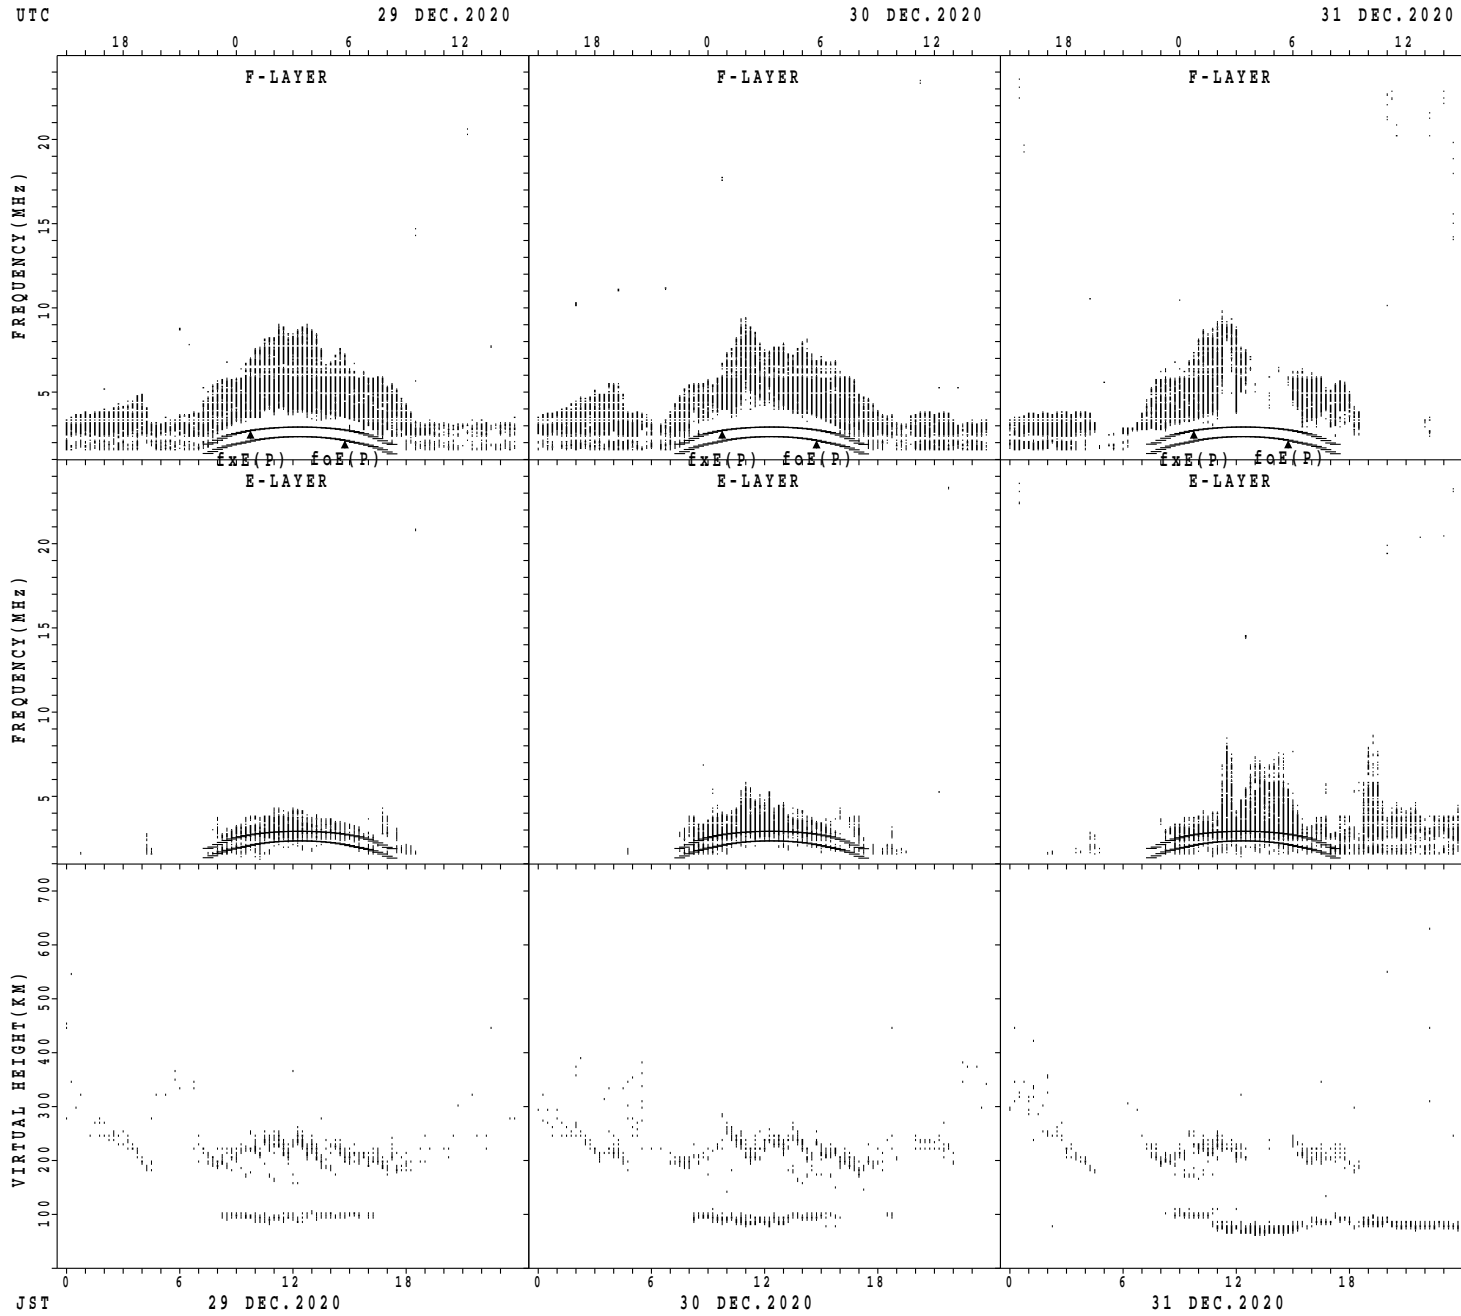 UTC 29 DEC.2020 30 DEC.2020 31 DEC.2020
18 0 6 12 18 0 6 12 18 0 6 12
F-LAYER F-LAYER F-LAYER
FREQUENCY(MHz)
20
15
10
5
fxE(P) foE(P) fxE(P) foE(P) fxE(P) foE(P)
E-LAYER E-LAYER E-LAYER
FREQUENCY(MHz)
20
15
10
5
VIRTUAL HEIGHT(KM)
700
600
500
400
300
200
100
0 6 12 18 0 6 12 18 0 6 12 18
JST 29 DEC.2020 30 DEC.2020 31 DEC.2020